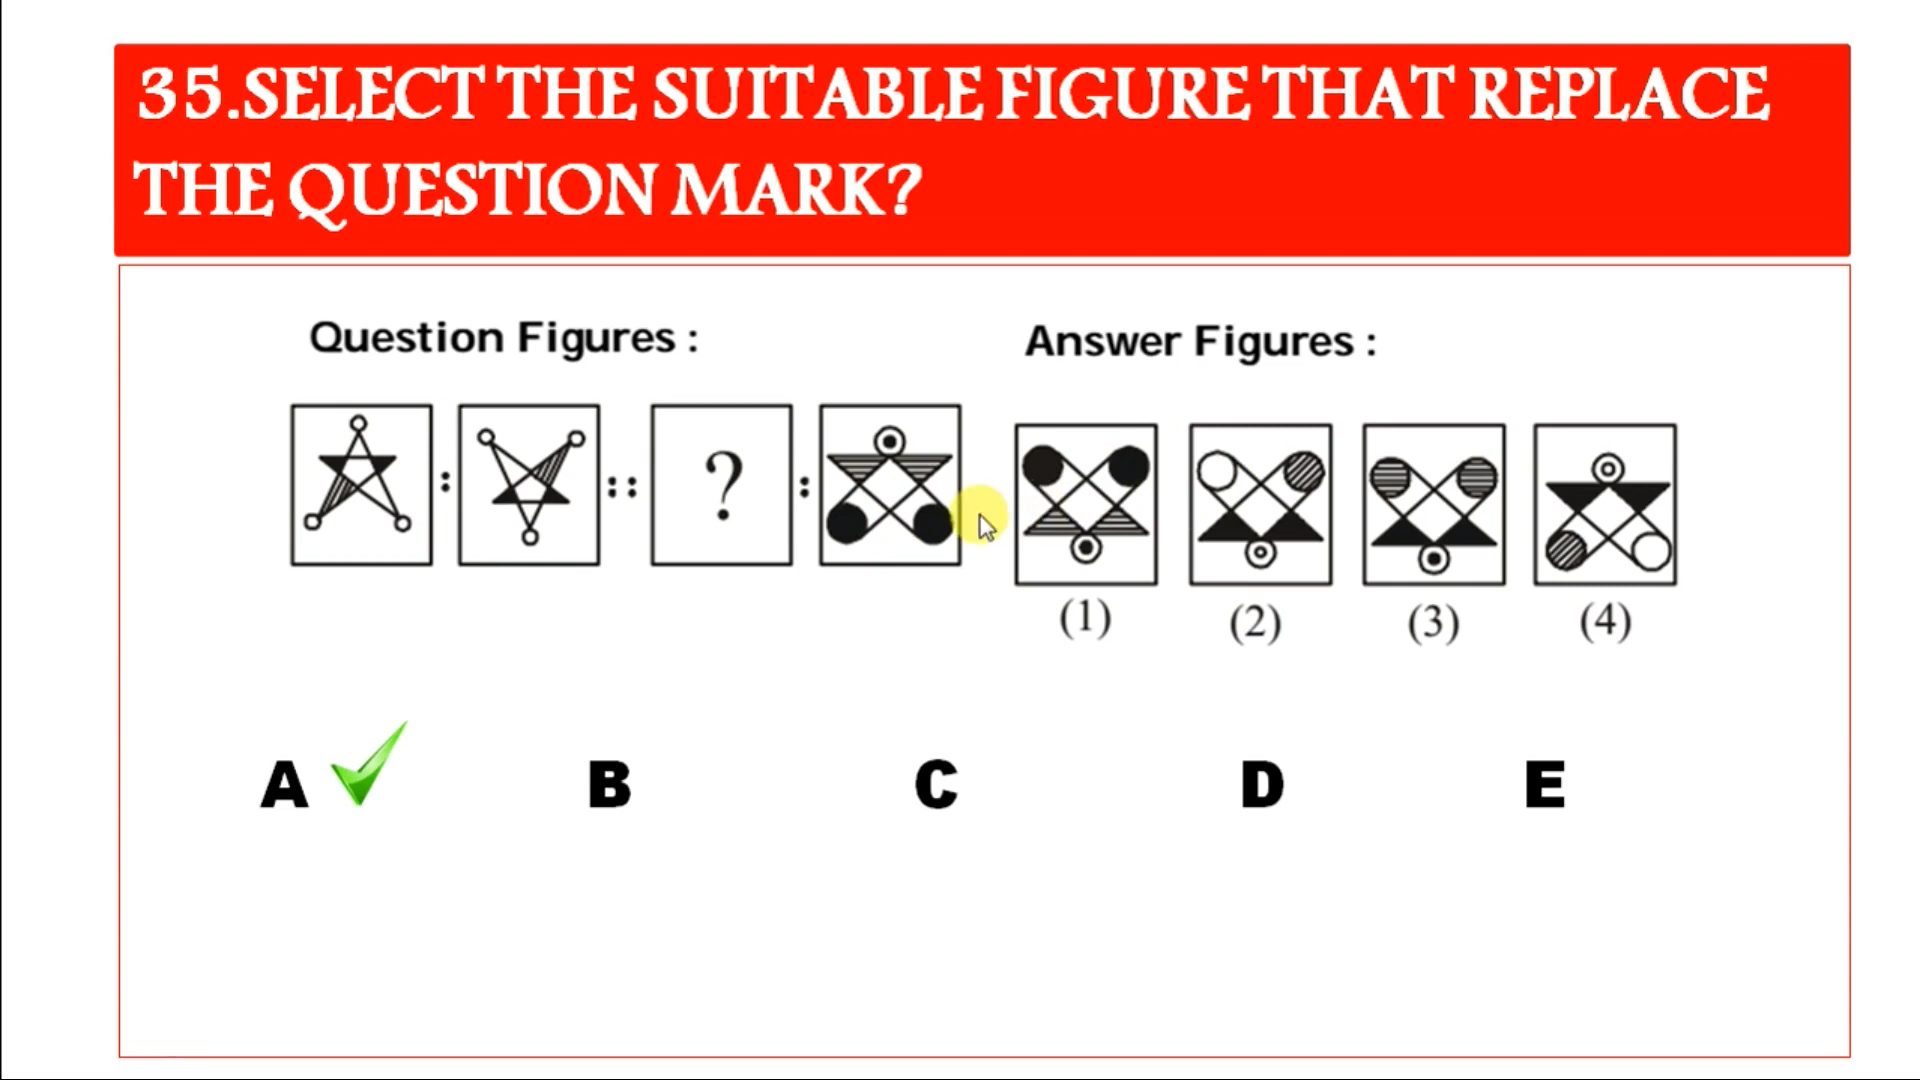 35.SELECT THE SUITABLE FIGURE THAT REPLACE
THE QUESTION MARK?
Question Figures :
Answer Figures :
: :: ? :
(1) (2) (3) (4)
A B C D E